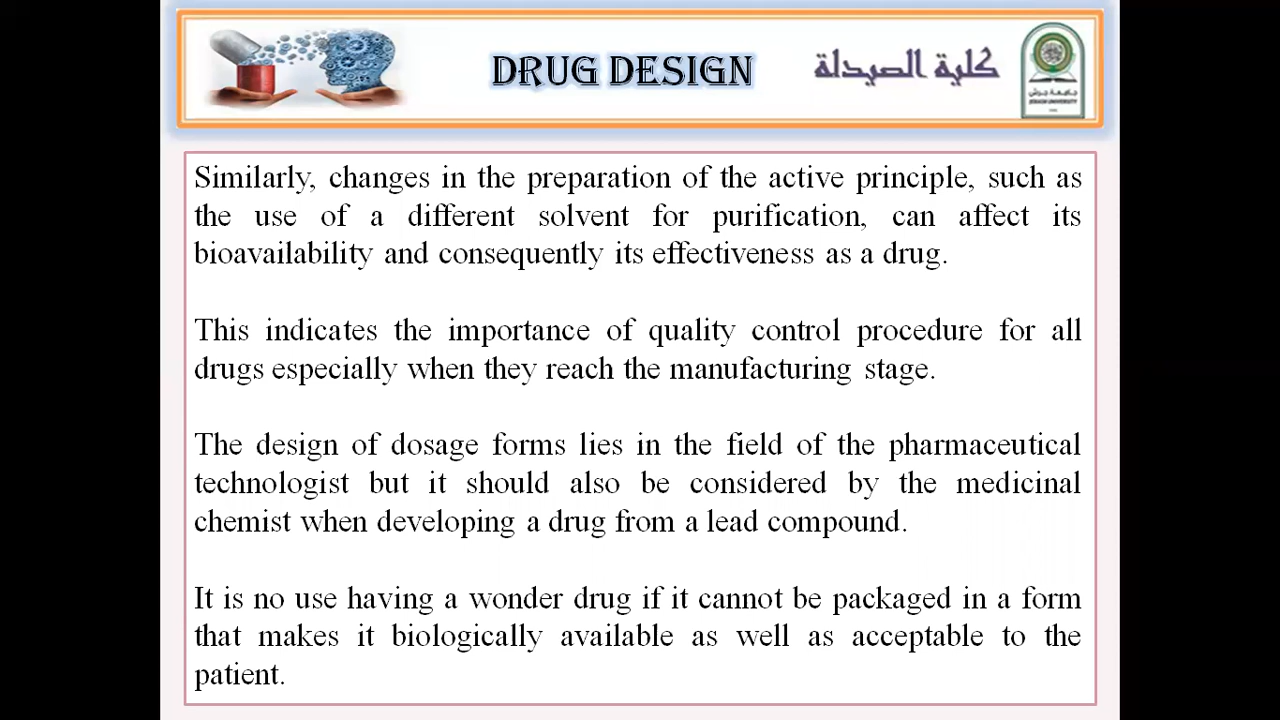 DRUG DESIGN
كلية الصيدلة
جامعة جرش
JERASH UNIVERSITY
Similarly, changes in the preparation of the active principle, such as
the use of a different solvent for purification, can affect its
bioavailability and consequently its effectiveness as a drug.
This indicates the importance of quality control procedure for all
drugs especially when they reach the manufacturing stage.
The design of dosage forms lies in the field of the pharmaceutical
technologist but it should also be considered by the medicinal
chemist when developing a drug from a lead compound.
It is no use having a wonder drug if it cannot be packaged in a form
that makes it biologically available as well as acceptable to the
patient.